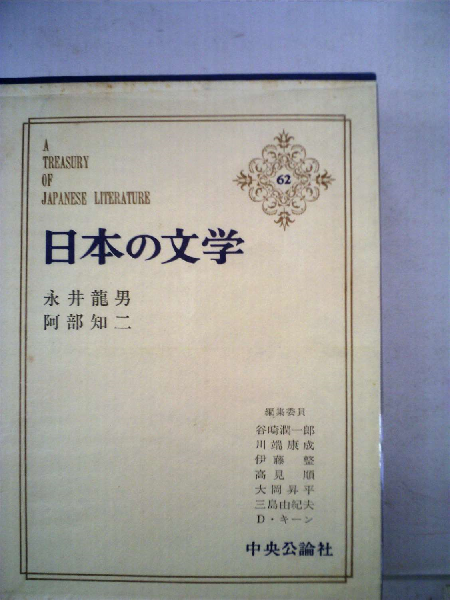 A
TREASURY
OF
JAPANESE LITERATURE
62
日本の文学
永井龍男
阿部知二
編集委員
谷崎潤一郎
川端康成
伊藤整
高見順
大岡昇平
三島由紀夫
D・キーン
中央公論社